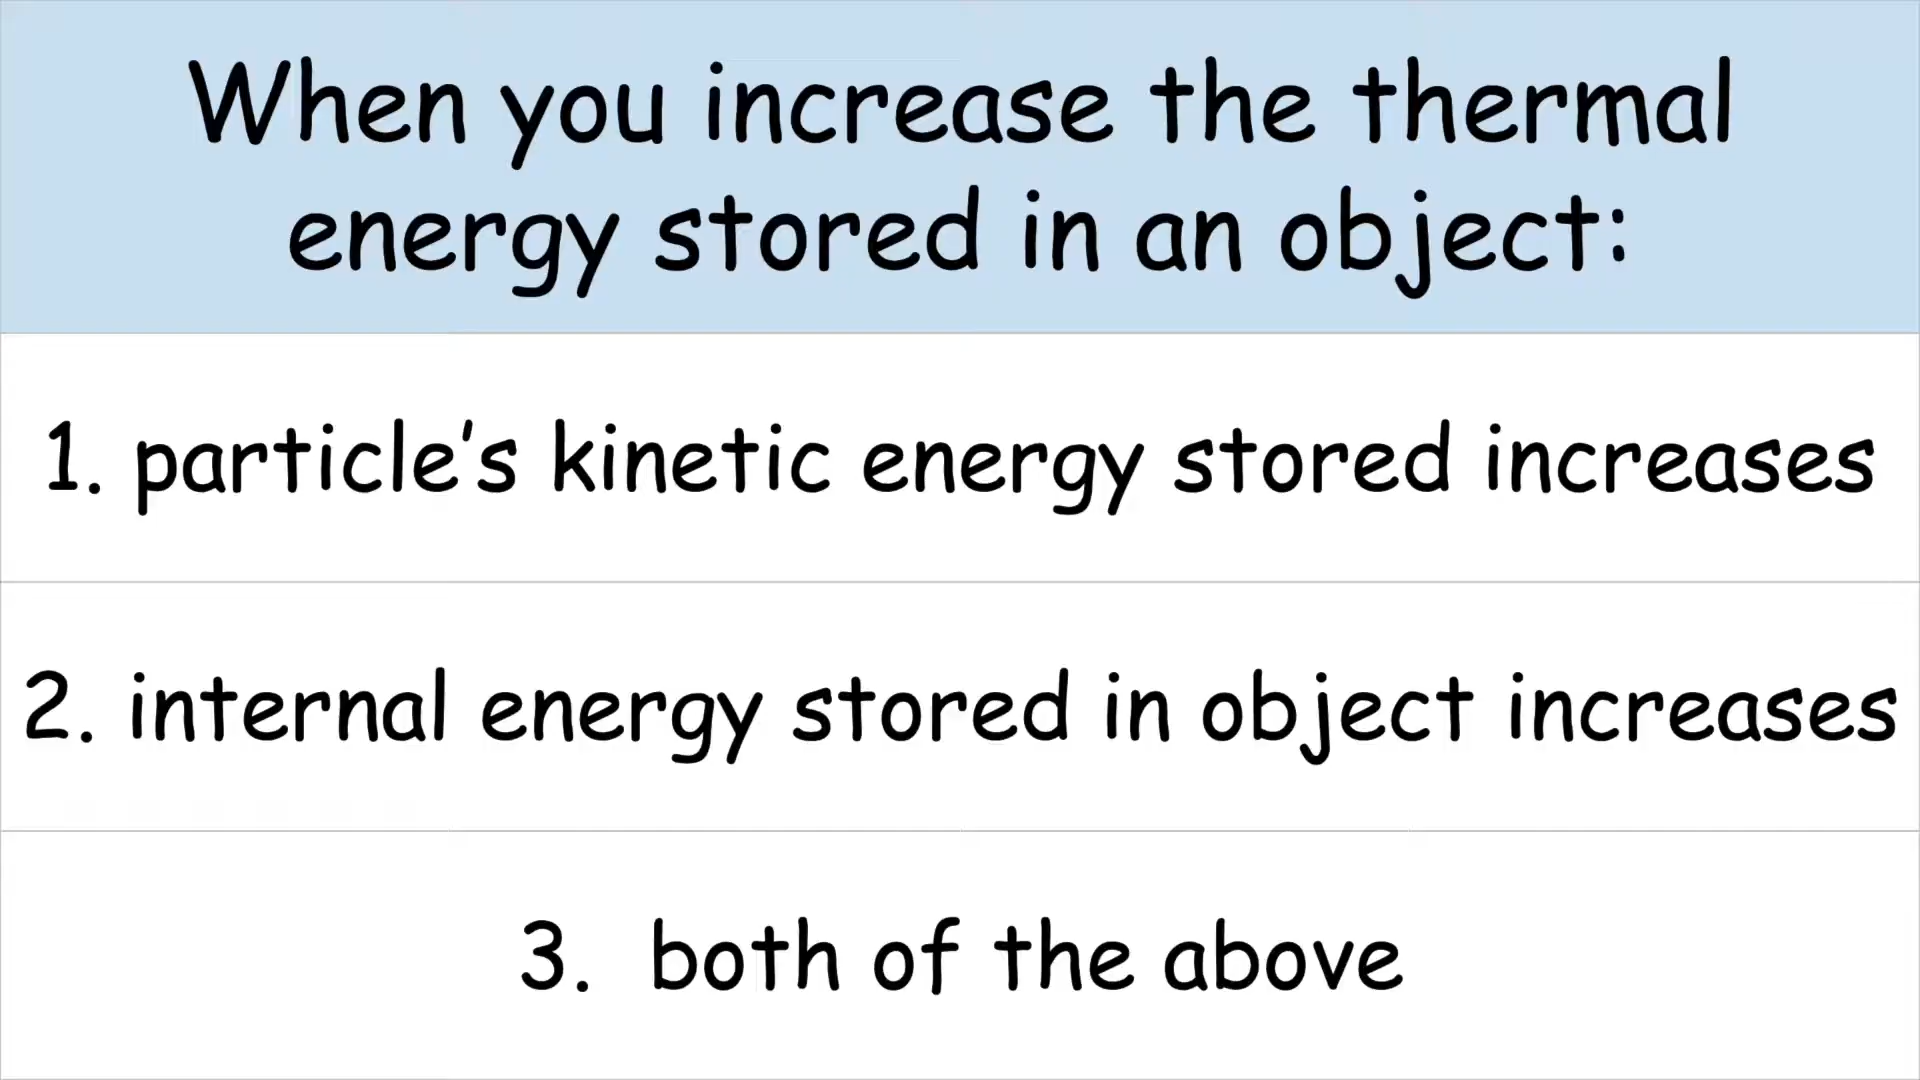 When you increase the thermal
energy stored in an object:
1. particle’s kinetic energy stored increases
2. internal energy stored in object increases
3. both of the above